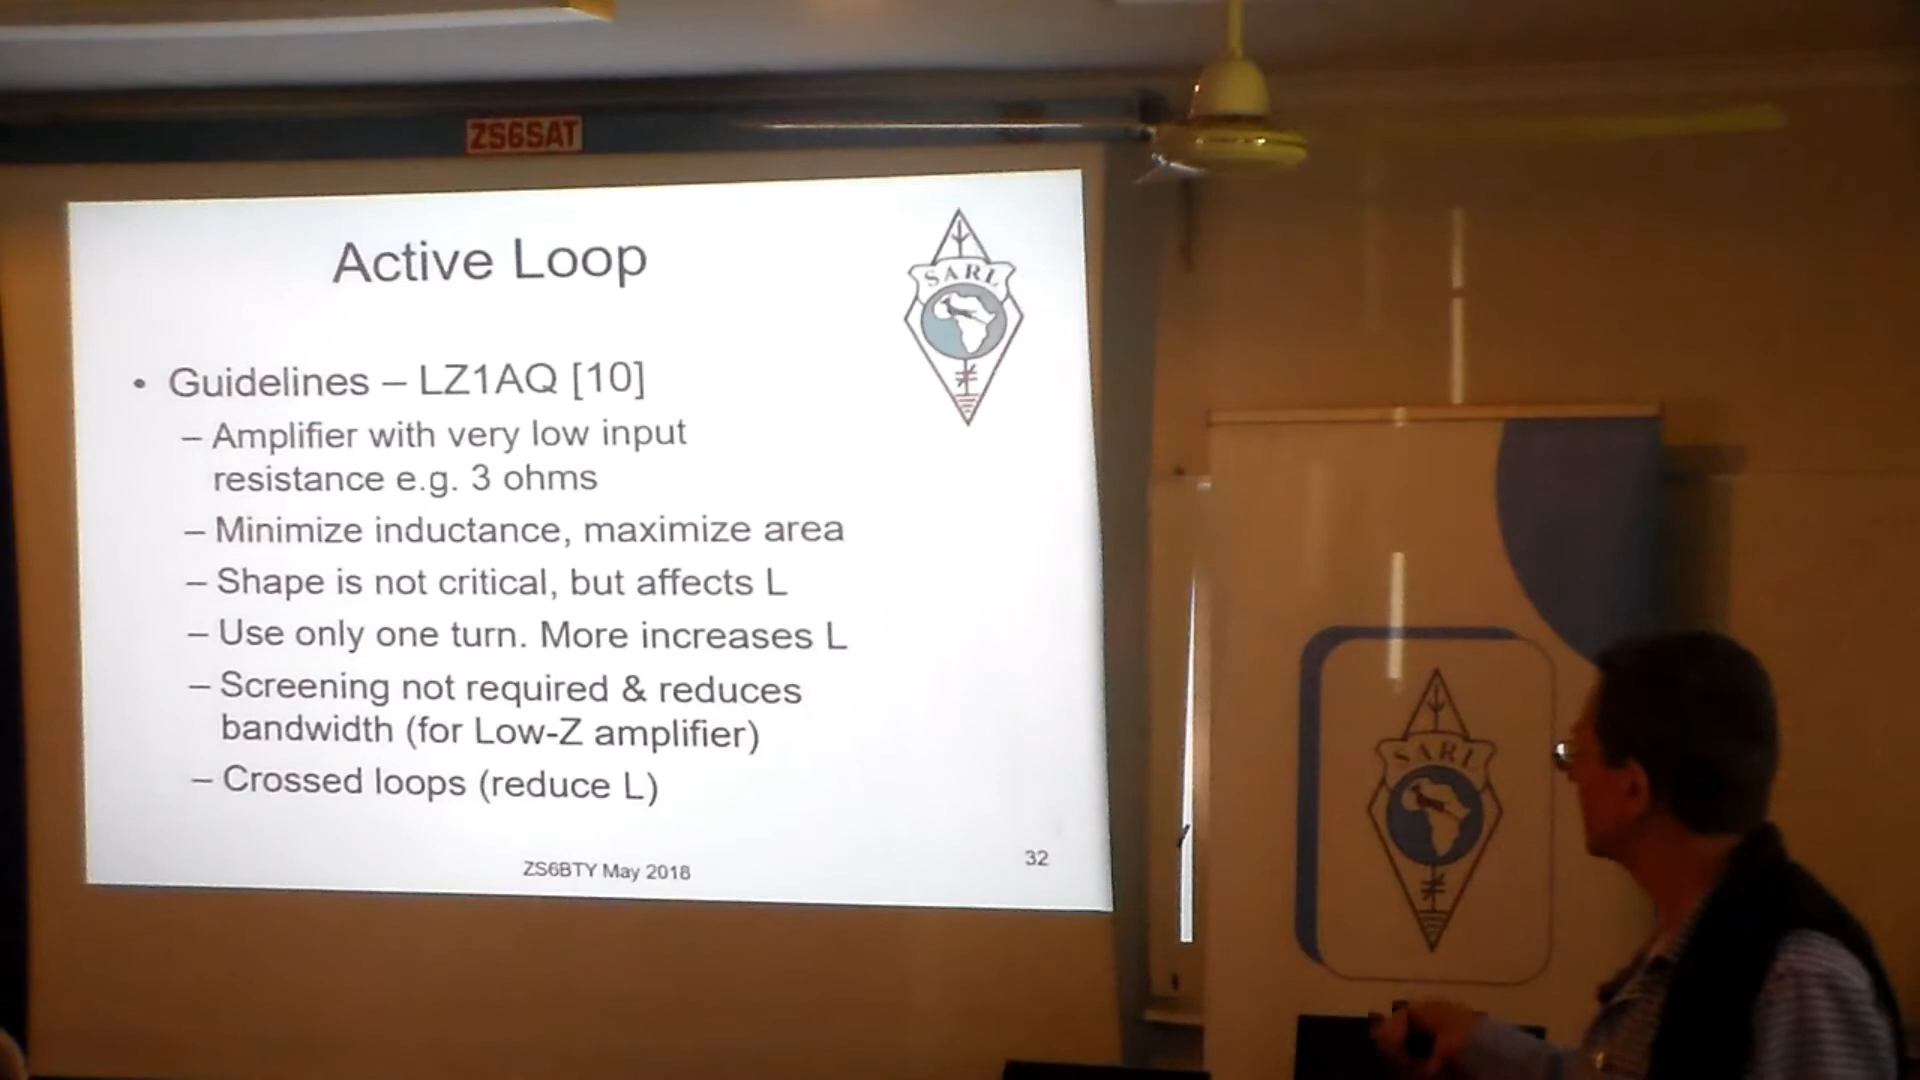 ZS6SAT
Active Loop
SARL
• Guidelines – LZ1AQ [10]
– Amplifier with very low input
resistance e.g. 3 ohms
– Minimize inductance, maximize area
– Shape is not critical, but affects L
– Use only one turn. More increases L
– Screening not required & reduces
bandwidth (for Low-Z amplifier)
– Crossed loops (reduce L)
ZS6BTY May 2018
32
SARL